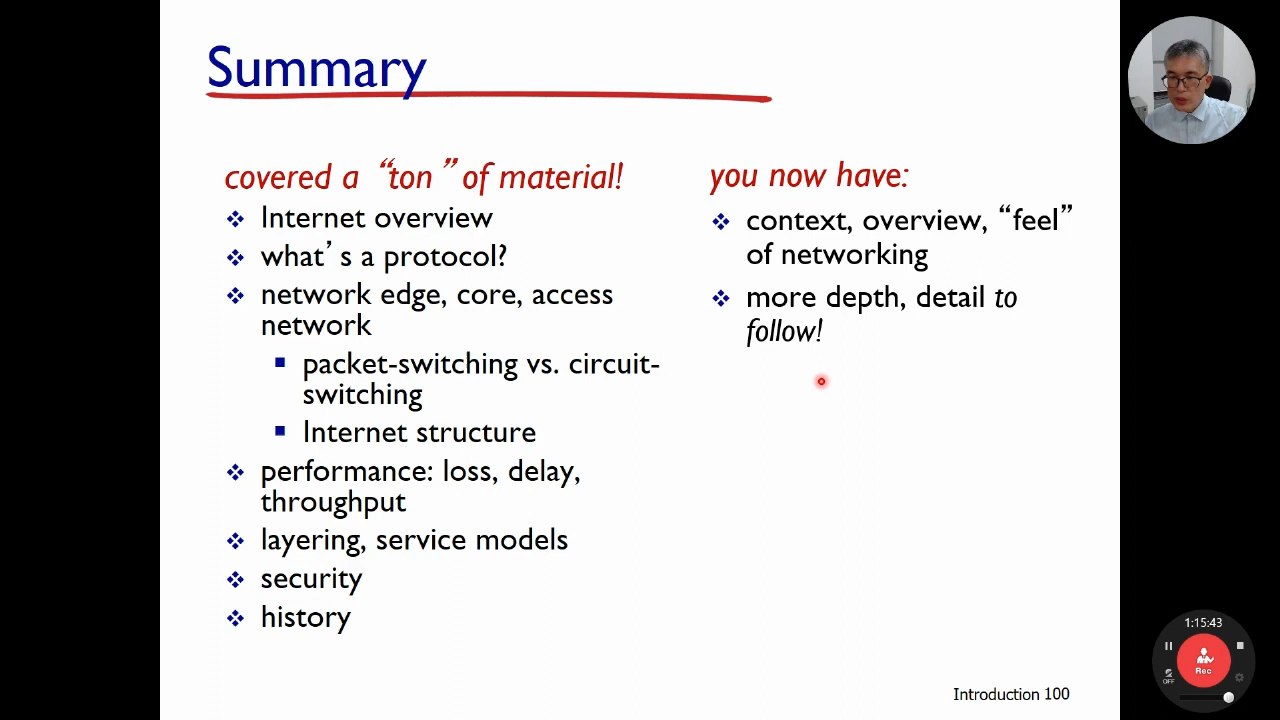 Summary
covered a “ton” of material!
Internet overview
what’s a protocol?
network edge, core, access
network
packet-switching vs. circuit-
switching
Internet structure
performance: loss, delay,
throughput
layering, service models
security
history
you now have:
context, overview, “feel”
of networking
more depth, detail to
follow!
Introduction 100
1:15:43
Rec
OFF